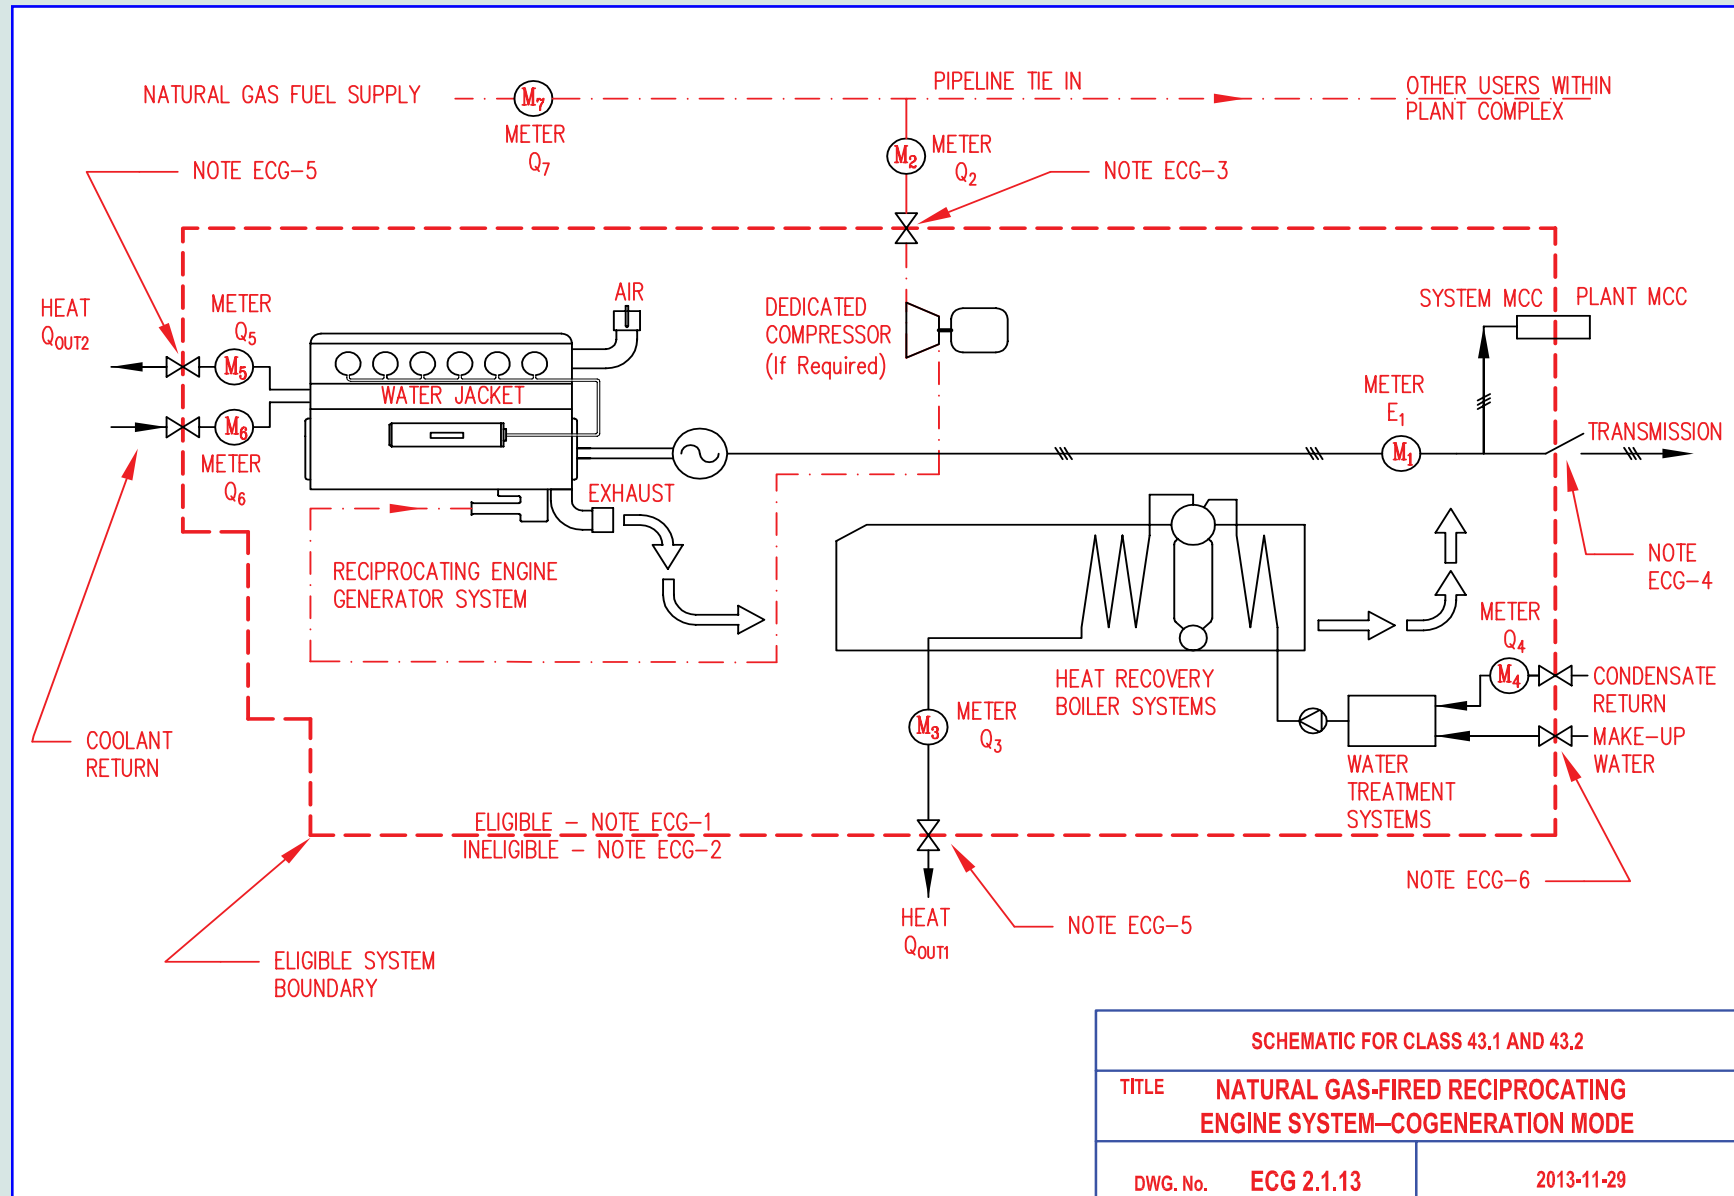 NATURAL GAS FUEL SUPPLY
M7
METER
Q7
PIPELINE TIE IN
OTHER USERS WITHIN
PLANT COMPLEX
M2
METER
Q2
NOTE ECG-5
NOTE ECG-3
HEAT
QOUT2
METER
Q5
M5
AIR
DEDICATED
COMPRESSOR
(If Required)
SYSTEM MCC
PLANT MCC
WATER JACKET
M6
METER
Q6
METER
E1
M1
TRANSMISSION
EXHAUST
RECIPROCATING ENGINE
GENERATOR SYSTEM
NOTE
ECG-4
METER
Q4
M4
CONDENSATE
RETURN
HEAT RECOVERY
BOILER SYSTEMS
M3
METER
Q3
COOLANT
RETURN
MAKE-UP
WATER
WATER
TREATMENT
SYSTEMS
ELIGIBLE - NOTE ECG-1
INELIGIBLE - NOTE ECG-2
NOTE ECG-6
HEAT
QOUT1
NOTE ECG-5
ELIGIBLE SYSTEM
BOUNDARY
SCHEMATIC FOR CLASS 43.1 AND 43.2
TITLE NATURAL GAS-FIRED RECIPROCATING
ENGINE SYSTEM—COGENERATION MODE
DWG. No. ECG 2.1.13
2013-11-29